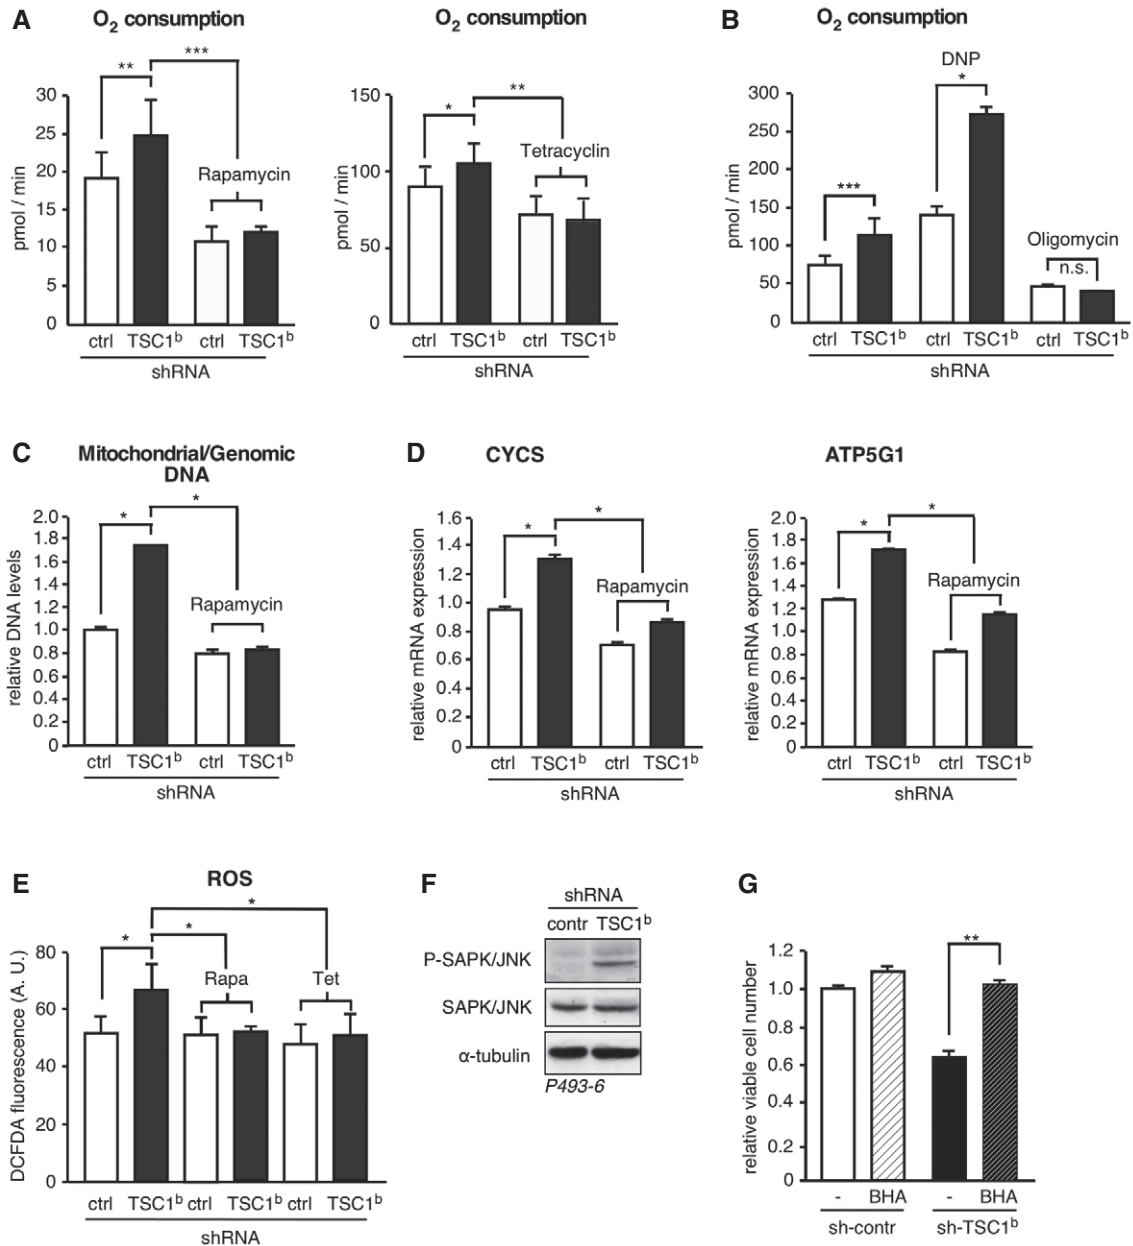 A
O2 consumption
***
**
30
25
20
15
10
5
0
pmol / min
Rapamycin
ctrl TSC1b ctrl TSC1b
shRNA
O2 consumption
**
*
150
100
50
0
pmol / min
Tetracyclin
ctrl TSC1b ctrl TSC1b
shRNA
B
O2 consumption
DNP
*
300
250
200
150
100
50
0
pmol / min
***
Oligomycin
n.s.
ctrl TSC1b ctrl TSC1b ctrl TSC1b
shRNA
C
Mitochondrial/Genomic
DNA
*
*
2.0
1.8
1.6
1.4
1.2
1.0
0.8
0.6
0.4
0.2
0
relative DNA levels
Rapamycin
ctrl TSC1b ctrl TSC1b
shRNA
D
CYCS
*
*
1.6
1.4
1.2
1.0
0.8
0.6
0.4
0.2
0
relative mRNA expression
Rapamycin
ctrl TSC1b ctrl TSC1b
shRNA
ATP5G1
*
*
2.0
1.8
1.6
1.4
1.2
1.0
0.8
0.6
0.4
0.2
0
relative mRNA expression
Rapamycin
ctrl TSC1b ctrl TSC1b
shRNA
E
ROS
*
*
*
80
60
40
20
0
DCFDA fluorescence (A. U.)
Rapa
Tet
ctrl TSC1b ctrl TSC1b ctrl TSC1b
shRNA
F
shRNA
contr TSC1b
P-SAPK/JNK
SAPK/JNK
α-tubulin
P493-6
G
**
1.2
1.0
0.8
0.6
0.4
0.2
0
relative viable cell number
- BHA - BHA
sh-contr sh-TSC1b